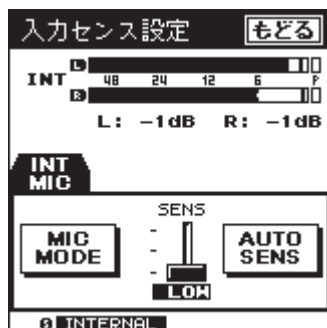 入力センス設定 もどる
L
INT 48 24 12 6 P
R
L: -1dB R: -1dB
INT
MIC
SENS
MIC
MODE
AUTO
SENS
LOW
INTERNAL